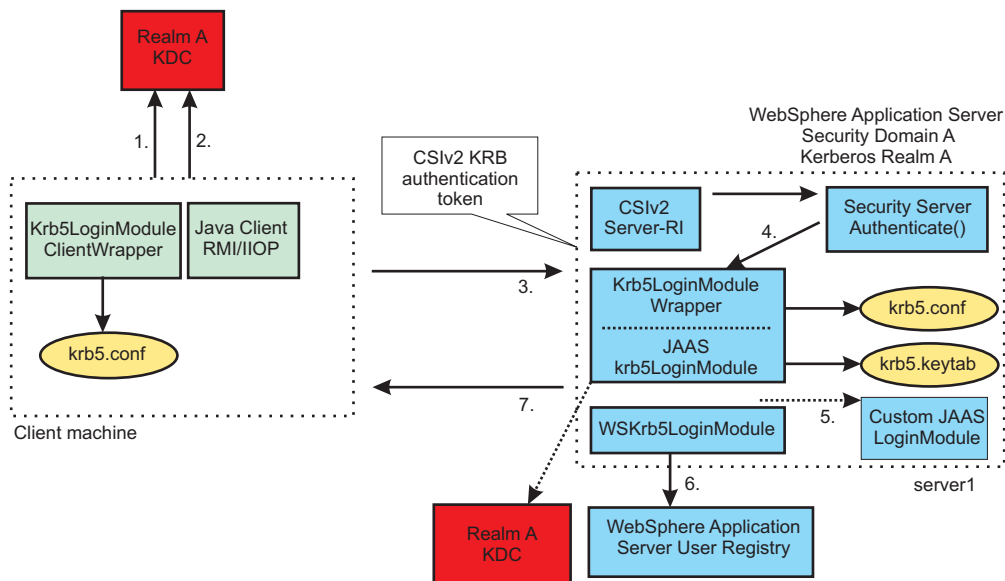 Realm A
KDC
1.
2.
WebSphere Application Server
Security Domain A
Kerberos Realm A
CSIv2 KRB
authentication
token
Krb5LoginModule
ClientWrapper
Java Client
RMI/IIOP
krb5.conf
Client machine
3.
7.
CSIv2
Server-RI
Security Server
Authenticate()
4.
Krb5LoginModule
Wrapper
JAAS
krb5LoginModule
krb5.conf
krb5.keytab
WSKrb5LoginModule
5.
Custom JAAS
LoginModule
server1
6.
Realm A
KDC
WebSphere Application
Server User Registry